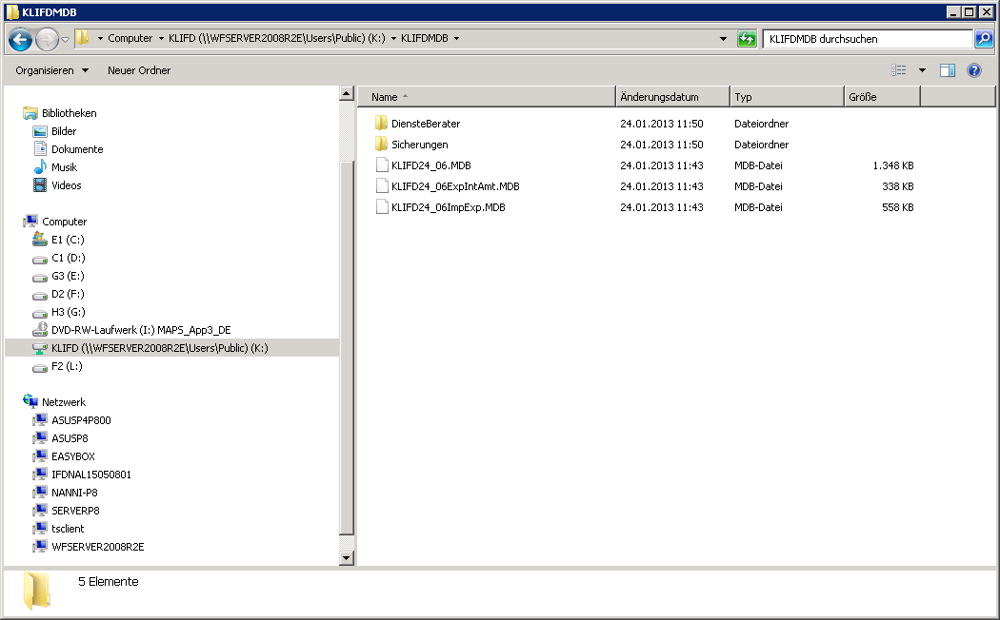 KLIFDMDB
Computer KLIFD (\\WFSERVER2008R2E\Users\Public) (K:) KLIFDMDB
KLIFDMDB durchsuchen
Organisieren Neuer Ordner
Bibliotheken
Bilder
Dokumente
Musik
Videos
Computer
E1 (C:)
C1 (D:)
G3 (E:)
D2 (F:)
H3 (G:)
DVD-RW-Laufwerk (I:) MAPS_App3_DE
KLIFD (\\WFSERVER2008R2E\Users\Public) (K:)
F2 (L:)
Netzwerk
ASUSP4P800
ASUSP8
EASYBOX
IFDNAL15050801
NANNI-P8
SERVERP8
tsclient
WFSERVER2008R2E
Name Änderungsdatum Typ Größe
DiensteBerater 24.01.2013 11:50 Dateiordner
Sicherungen 24.01.2013 11:50 Dateiordner
KLIFD24_06.MDB 24.01.2013 11:43 MDB-Datei 1.348 KB
KLIFD24_06ExpIntAmt.MDB 24.01.2013 11:43 MDB-Datei 338 KB
KLIFD24_06ImpExp.MDB 24.01.2013 11:43 MDB-Datei 558 KB
5 Elemente